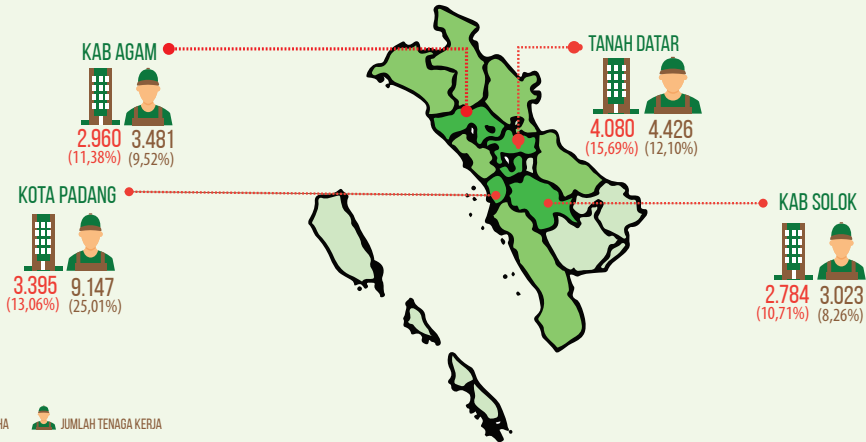 KAB AGAM
2.960 3.481
(11,38%) (9,52%)
TANAH DATAR
4.080 4.426
(15,69%) (12,10%)
KOTA PADANG
3.395 9.147
(13,06%) (25,01%)
KAB SOLOK
2.784 3.023
(10,71%) (8,26%)
HA JUMLAH TENAGA KERJA